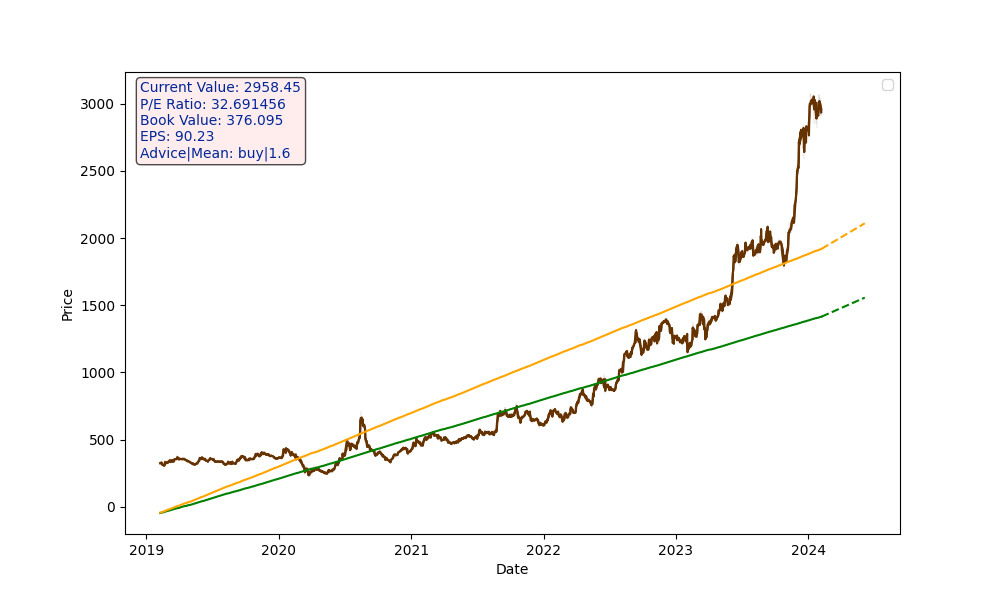 Current Value: 2958.45
P/E Ratio: 32.691456
Book Value: 376.095
EPS: 90.23
Advice|Mean: buy|1.6
Price
3000
2500
2000
1500
1000
500
0
2019
2020
2021
2022
2023
2024
Date